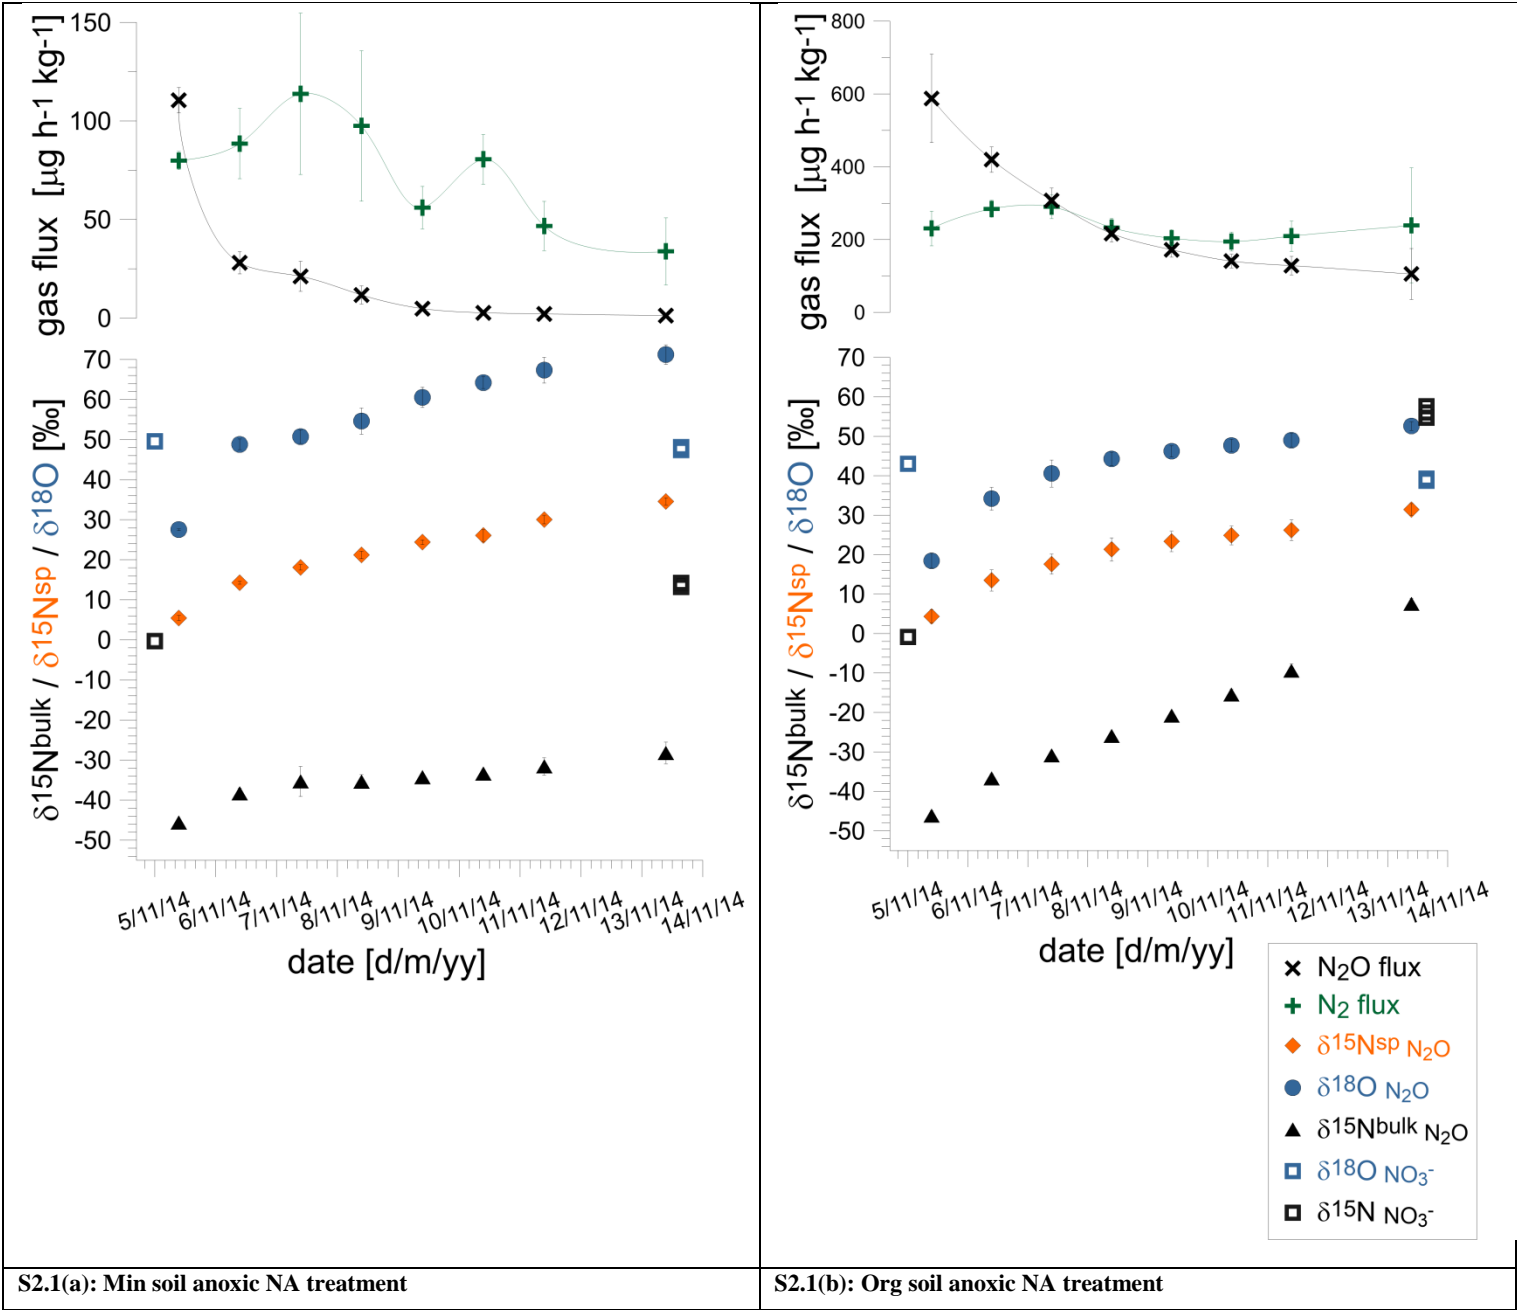 150
100
50
0
gas flux [μg h-1 kg-1]
70
60
50
40
30
20
10
0
-10
-20
-30
-40
-50
δ15Nbulk / δ15Nsp / δ18O [‰]
5/11/14 6/11/14 7/11/14 8/11/14 9/11/14 10/11/14 11/11/14 12/11/14 13/11/14 14/11/14
date [d/m/yy]
S2.1(a): Min soil anoxic NA treatment
800
600
400
200
0
gas flux [μg h-1 kg-1]
70
60
50
40
30
20
10
0
-10
-20
-30
-40
-50
δ15Nbulk / δ15Nsp / δ18O [‰]
5/11/14 6/11/14 7/11/14 8/11/14 9/11/14 10/11/14 11/11/14 12/11/14 13/11/14 14/11/14
date [d/m/yy]
N2O flux
N2 flux
δ15Nsp N2O
δ18O N2O
δ15Nbulk N2O
δ18O NO3-
δ15N NO3-
S2.1(b): Org soil anoxic NA treatment